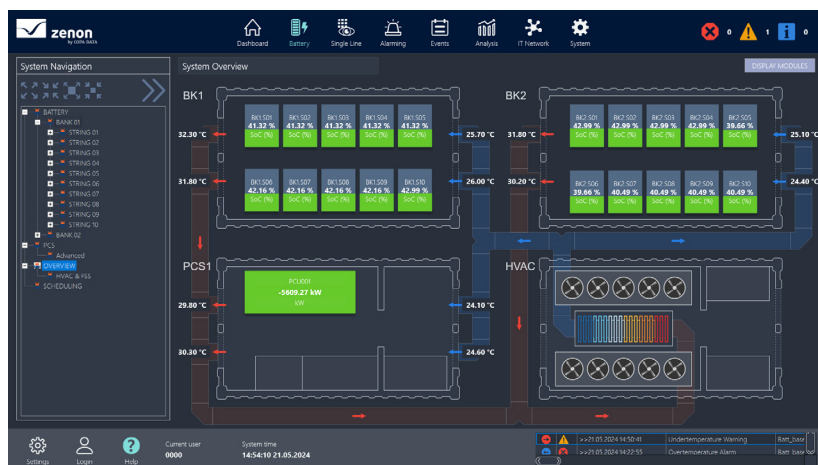 zenon
by COPA-DATA
Dashboard
Battery
Single Line
Alarming
Events
Analysis
IT Network
System
0
1
0
System Navigation
System Overview
DISPLAY MODULES
BATTERY
BANK 01
STRING 01
STRING 02
STRING 03
STRING 04
STRING 05
STRING 06
STRING 07
STRING 08
STRING 09
STRING 10
BANK 02
PCS
Advanced
OVERVIEW
HVAC & FSS
SCHEDULING
BK1
BK1.S01 BK1.S02 BK1.S03 BK1.S04 BK1.S05
41.32 % 41.32 % 41.32 % 41.32 % 41.32 %
SoC (%) SoC (%) SoC (%) SoC (%) SoC (%)
32.30 °C
25.70 °C
BK1.S06 BK1.S07 BK1.S08 BK1.S09 BK1.S10
42.16 % 42.16 % 42.16 % 42.16 % 42.99 %
SoC (%) SoC (%) SoC (%) SoC (%) SoC (%)
31.80 °C
26.00 °C
BK2
BK2.S01 BK2.S02 BK2.S03 BK2.S04 BK2.S05
42.99 % 42.99 % 42.99 % 42.99 % 39.66 %
SoC (%) SoC (%) SoC (%) SoC (%) SoC (%)
31.80 °C
25.10 °C
BK2.S06 BK2.S07 BK2.S08 BK2.S09 BK2.S10
39.66 % 40.49 % 40.49 % 40.49 % 40.49 %
SoC (%) SoC (%) SoC (%) SoC (%) SoC (%)
30.20 °C
24.40 °C
PCS1
PCU001
-5609.27 kW
kW
29.80 °C
24.10 °C
30.30 °C
24.60 °C
HVAC
Settings
Login
Help
Current user
0000
System time
14:54:10 21.05.2024
>>21.05.2024 14:50:41 Undertemperature Warning Batt_base
>>21.05.2024 14:22:55 Overtemperature Alarm Batt_base